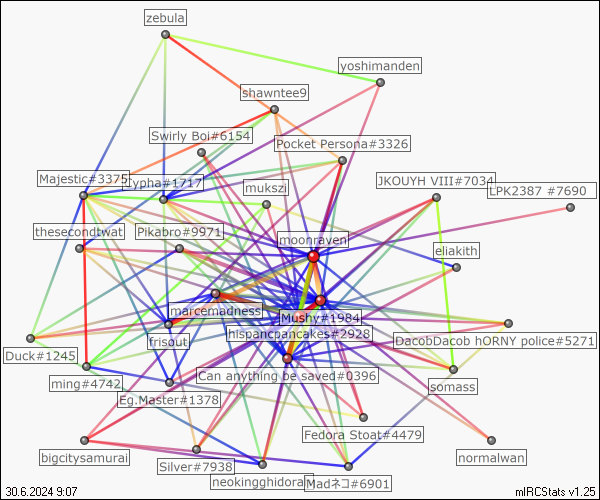 zebula
yoshimanden
shawntee9
Swirly Boi#6154
Pocket Persona#3326
Majestic#3375
Lypha#1717
mukszi
JKOUYH VIII#7034
LPK2387 #7690
thesecondtwat
Pikabro#9971
moonraven
eliakith
marcemadness
Mushy#1984
frisout
hispancpancakes#2928
DacobDacob hORNY police#5271
Duck#1245
ming#4742
Can anything be saved#0396
somass
Eg.Master#1378
Fedora Stoat#4479
bigcitysamurai
Silver#7938
normalwan
neokingghidorah
Madネコ#6901
30.6.2024 9:07
mIRCStats v1.25